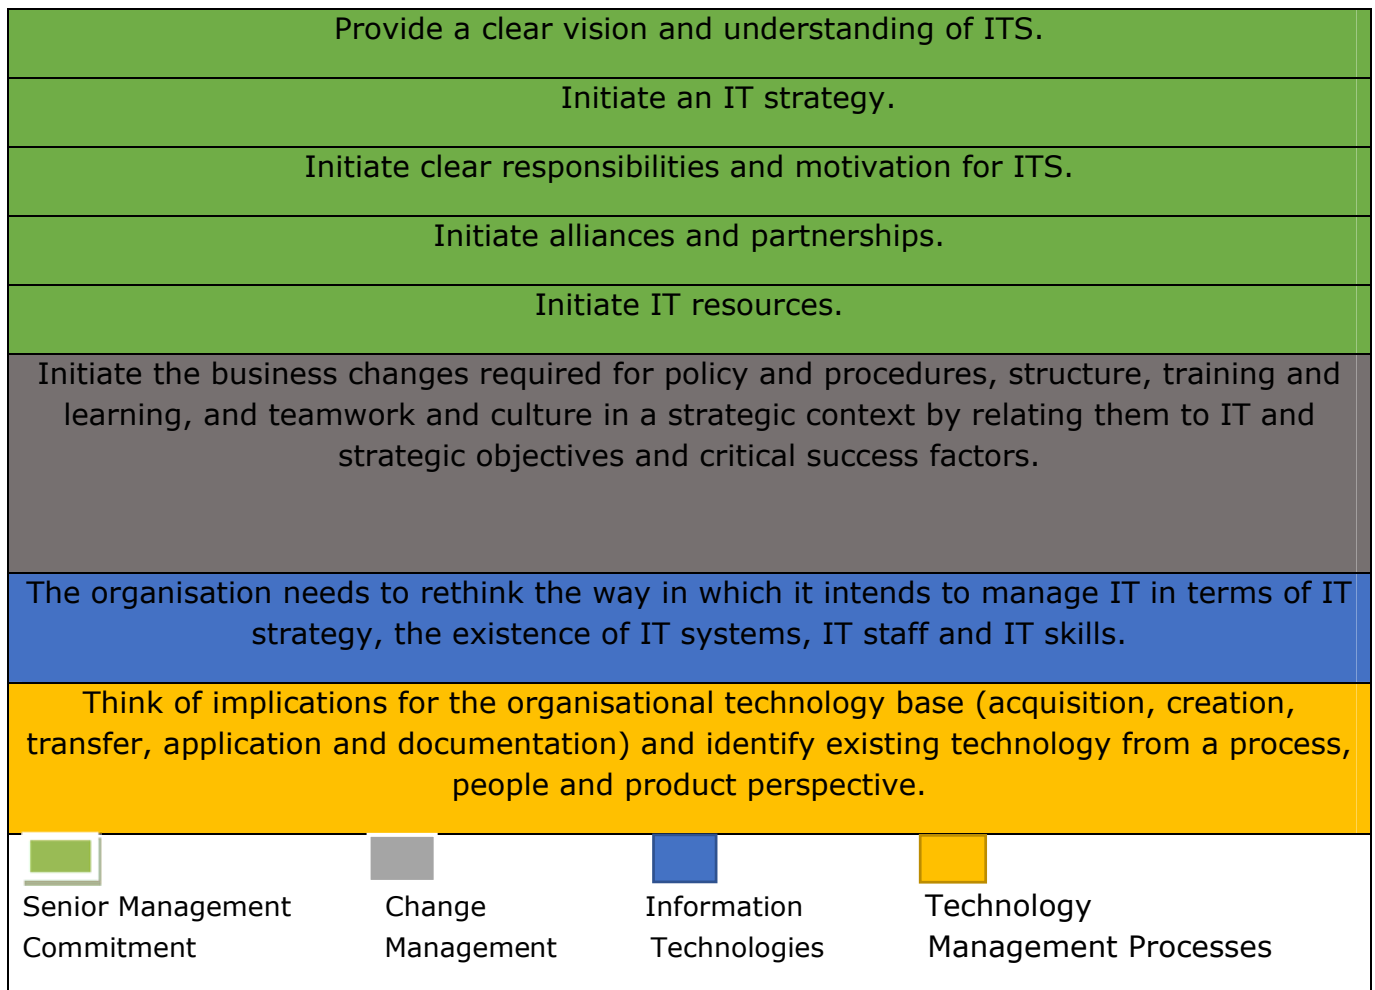 Provide a clear vision and understanding of ITS.
Initiate an IT strategy.
Initiate clear responsibilities and motivation for ITS.
Initiate alliances and partnerships.
Initiate IT resources.
Initiate the business changes required for policy and procedures, structure, training and
learning, and teamwork and culture in a strategic context by relating them to IT and
strategic objectives and critical success factors.
The organisation needs to rethink the way in which it intends to manage IT in terms of IT
strategy, the existence of IT systems, IT staff and IT skills.
Think of implications for the organisational technology base (acquisition, creation,
transfer, application and documentation) and identify existing technology from a process,
people and product perspective.
Senior Management
Commitment
Change
Management
Information
Technologies
Technology
Management Processes